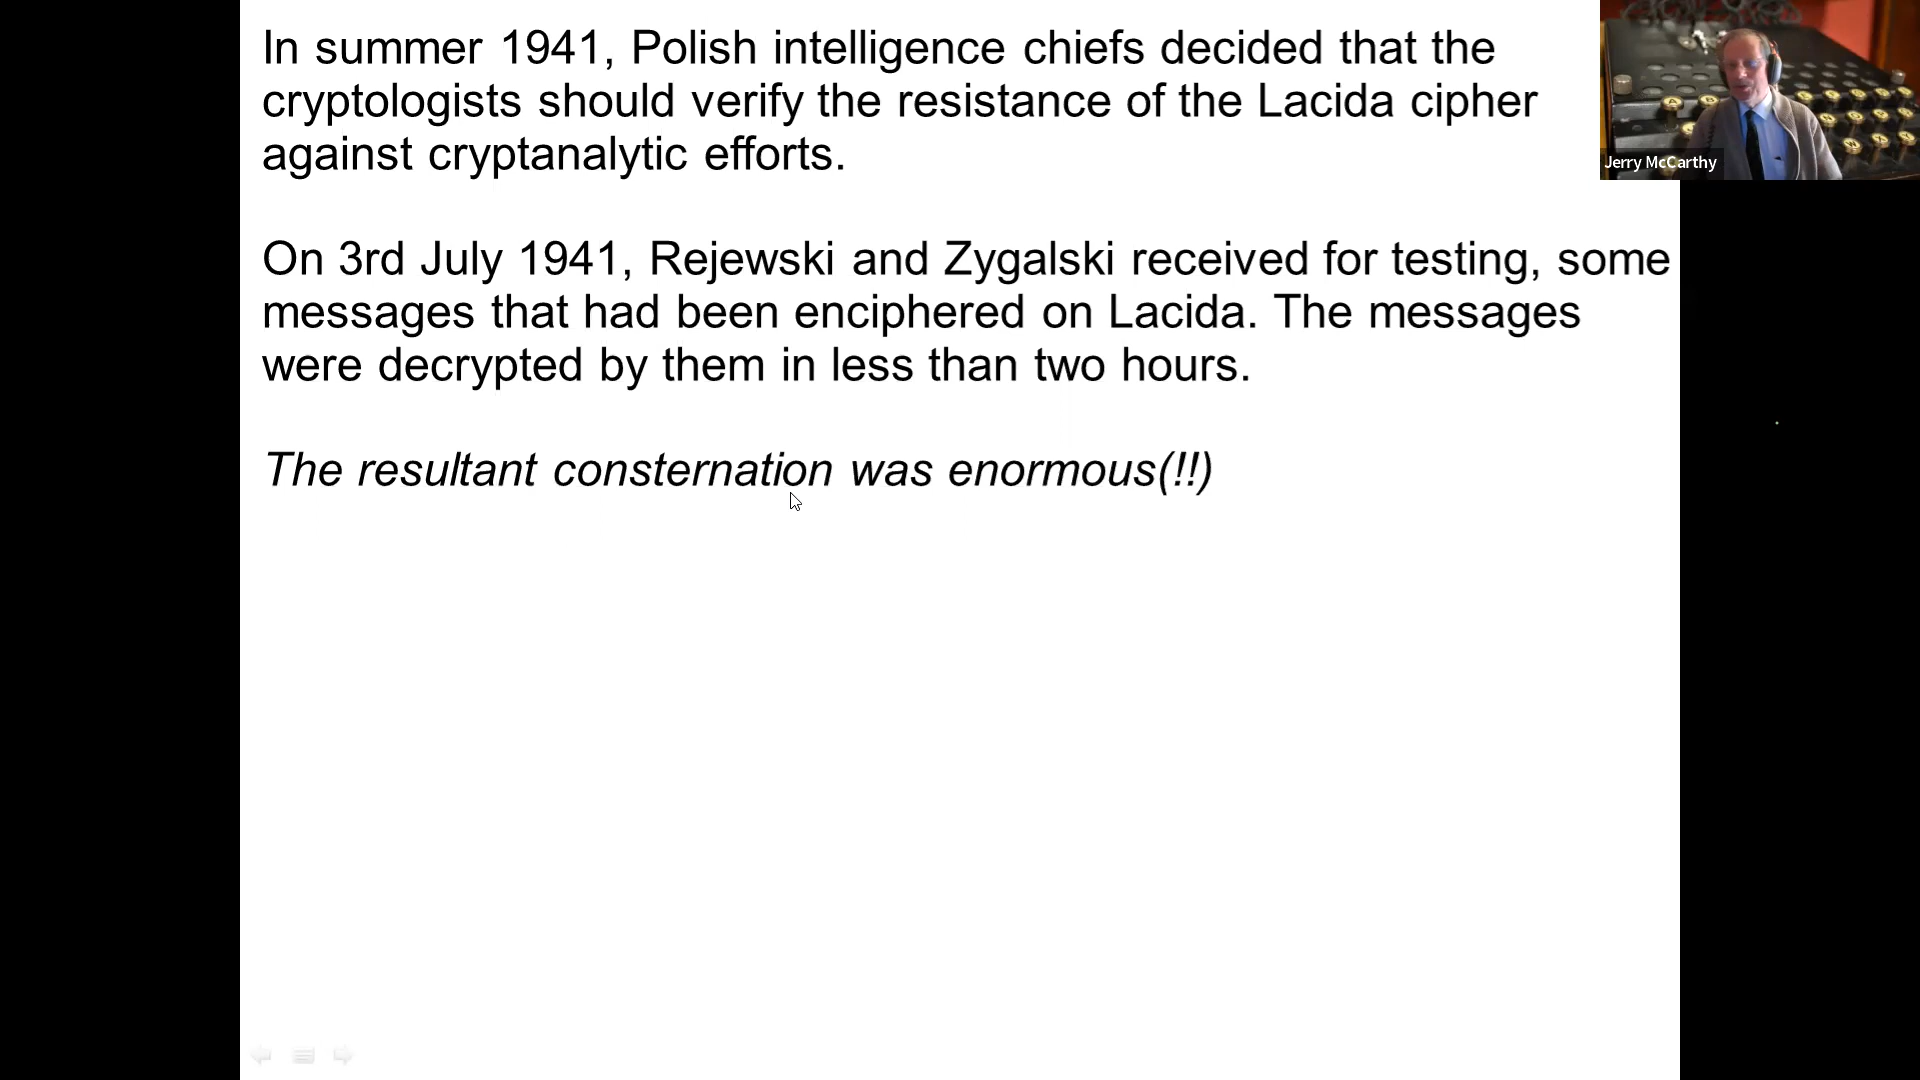 In summer 1941, Polish intelligence chiefs decided that the
cryptologists should verify the resistance of the Lacida cipher
against cryptanalytic efforts.
On 3rd July 1941, Rejewski and Zygalski received for testing, some
messages that had been enciphered on Lacida. The messages
were decrypted by them in less than two hours.
The resultant consternation was enormous(!!)
Jerry McCarthy